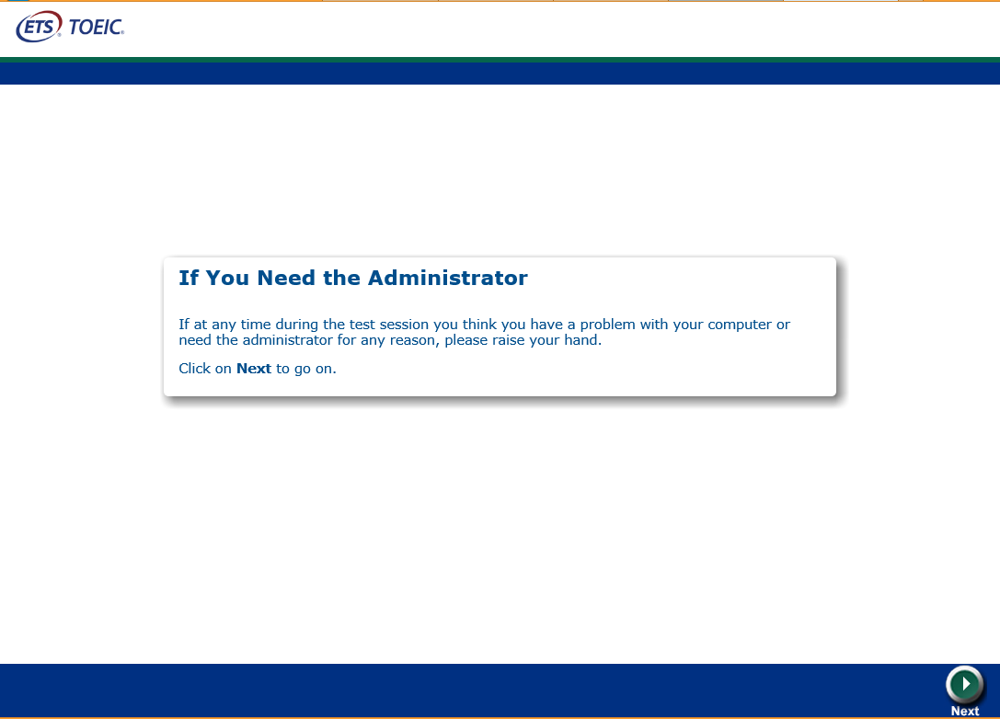 ETS® TOEIC®
If You Need the Administrator
If at any time during the test session you think you have a problem with your computer or
need the administrator for any reason, please raise your hand.
Click on Next to go on.
Next